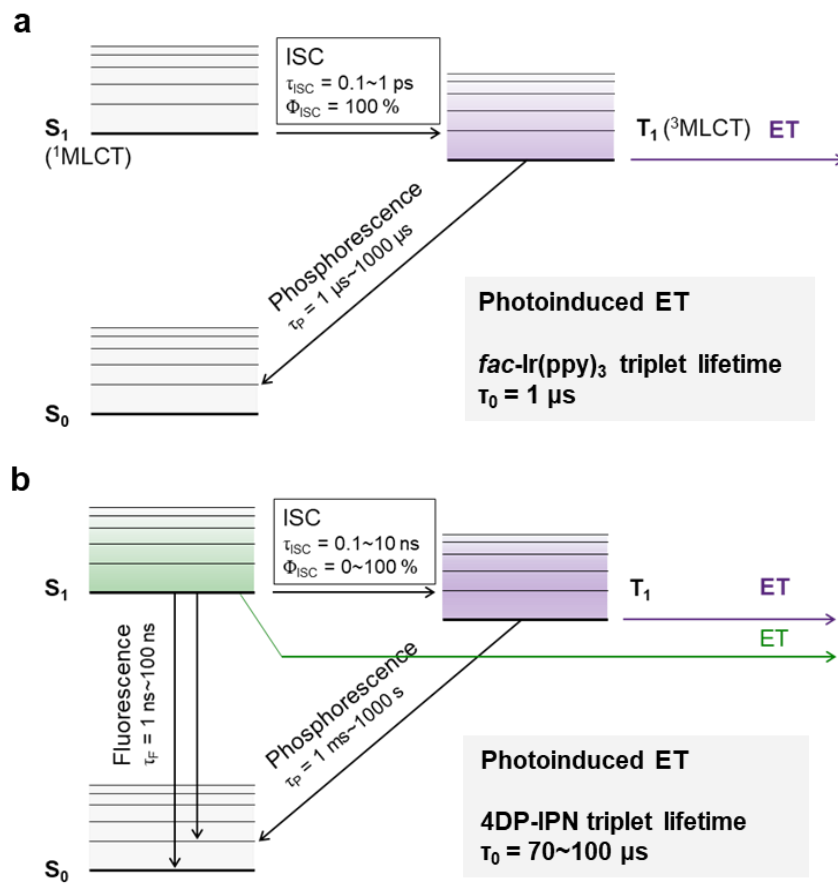 a
ISC
τISC = 0.1~1 ps
ΦISC = 100 %
S1
(1MLCT)
T1 (3MLCT) ET
Phosphorescence
τP = 1 μs~1000 μs
S0
Photoinduced ET
fac-Ir(ppy)3 triplet lifetime
τ0 = 1 μs
b
ISC
τISC = 0.1~10 ns
ΦISC = 0~100 %
S1
T1
ET
ET
Fluorescence
τF = 1 ns~100 ns
Phosphorescence
τP = 1 ms~1000 s
S0
Photoinduced ET
4DP-IPN triplet lifetime
τ0 = 70~100 μs